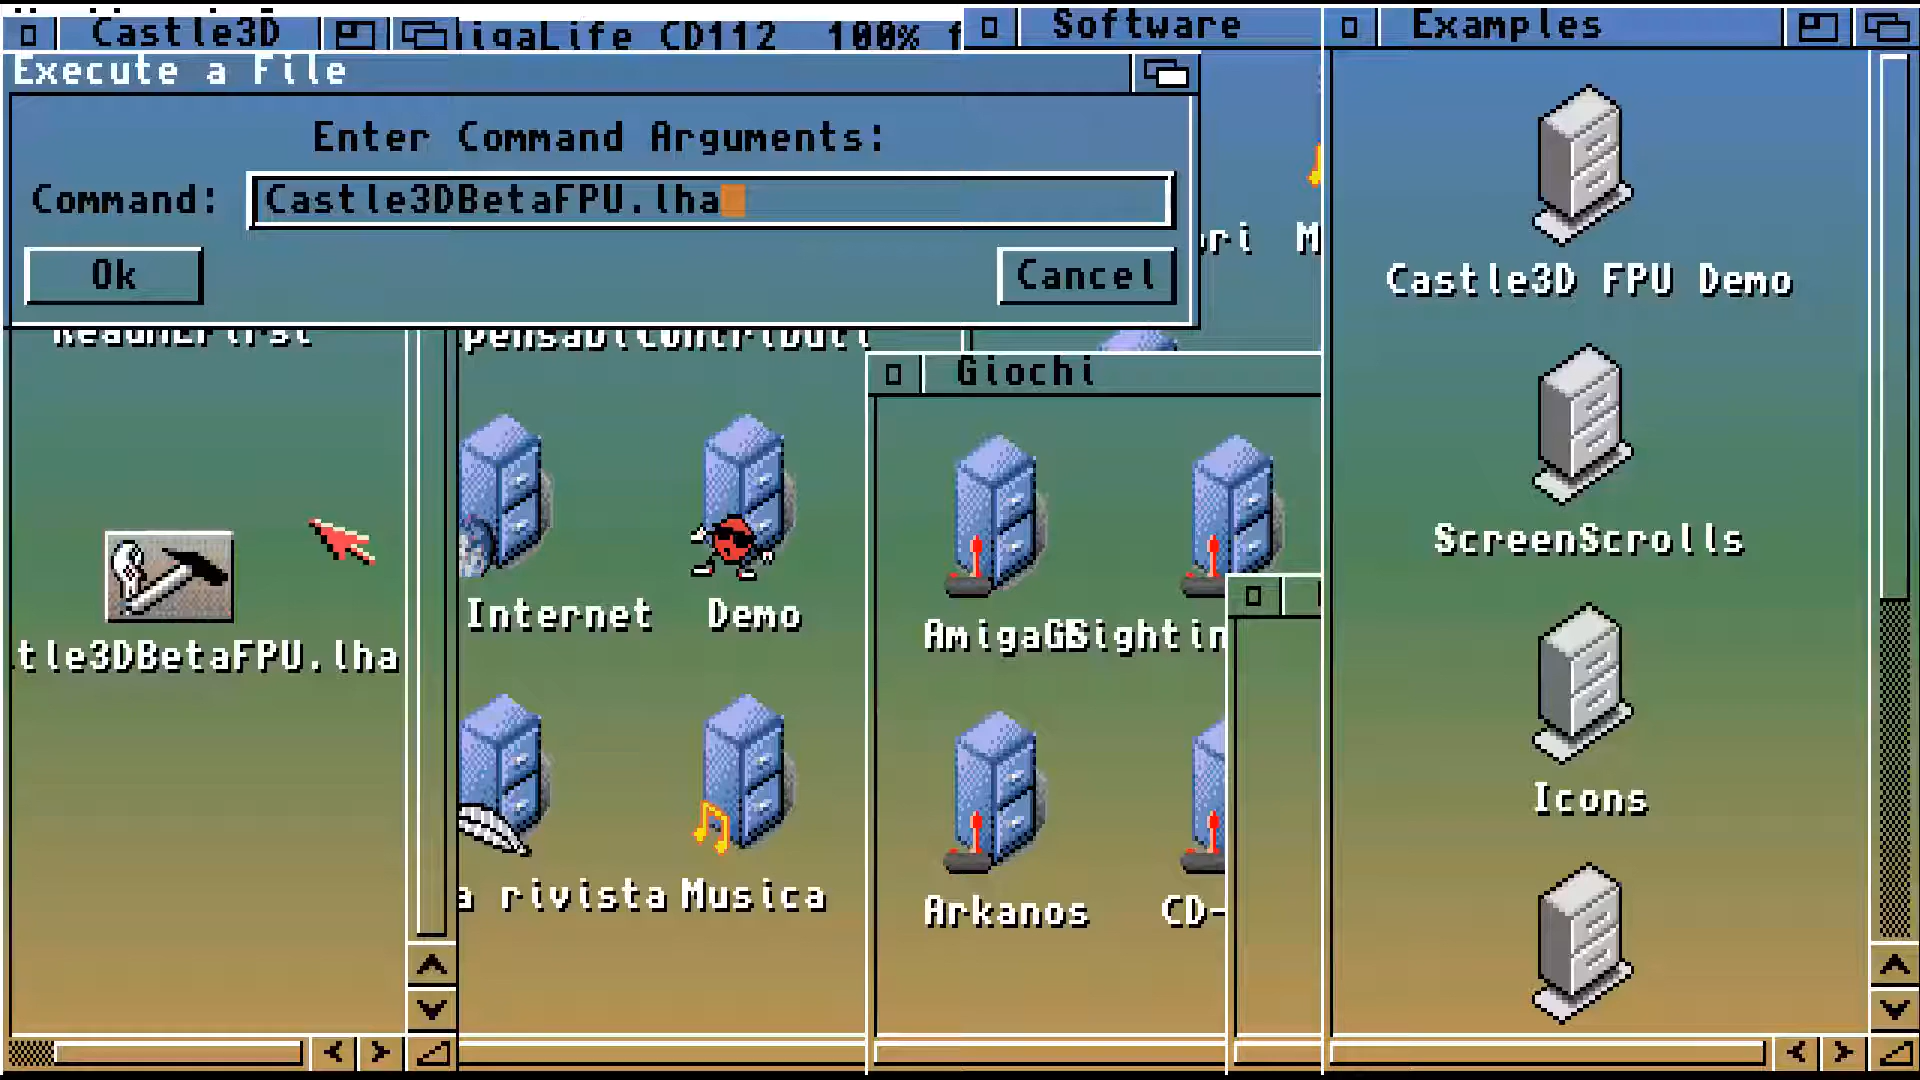 Castle3D
igaLife CD112 100% f
Software
Examples
Execute a File
Enter Command Arguments:
Command: Castle3DBetaFPU.lha
Ok
Cancel
Castle3D FPU Demo
Giochi
ScreenScrolls
Internet
Demo
tle3DBetaFPU.lha
Icons
a rivista
Musica
Arkanos
CD-